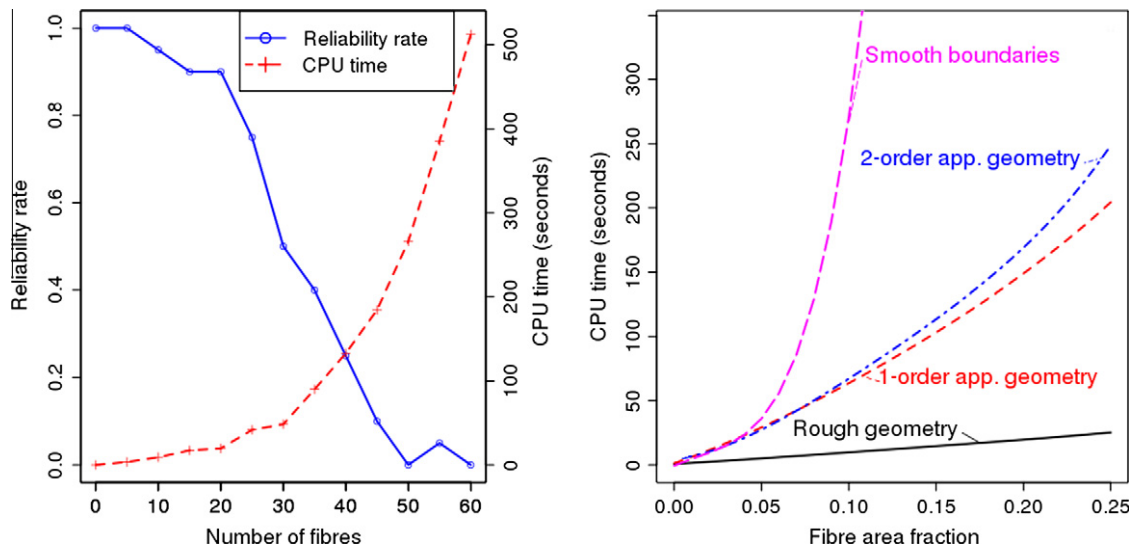 Reliability rate
CPU time
1.0
0.8
0.6
0.4
0.2
0.0
Reliability rate
500
400
300
200
100
0
CPU time (seconds)
0 10 20 30 40 50 60
Number of fibres
Smooth boundaries
2-order app. geometry
1-order app. geometry
Rough geometry
350
300
250
200
150
100
50
0
CPU time (seconds)
0.00 0.05 0.10 0.15 0.20 0.25
Fibre area fraction